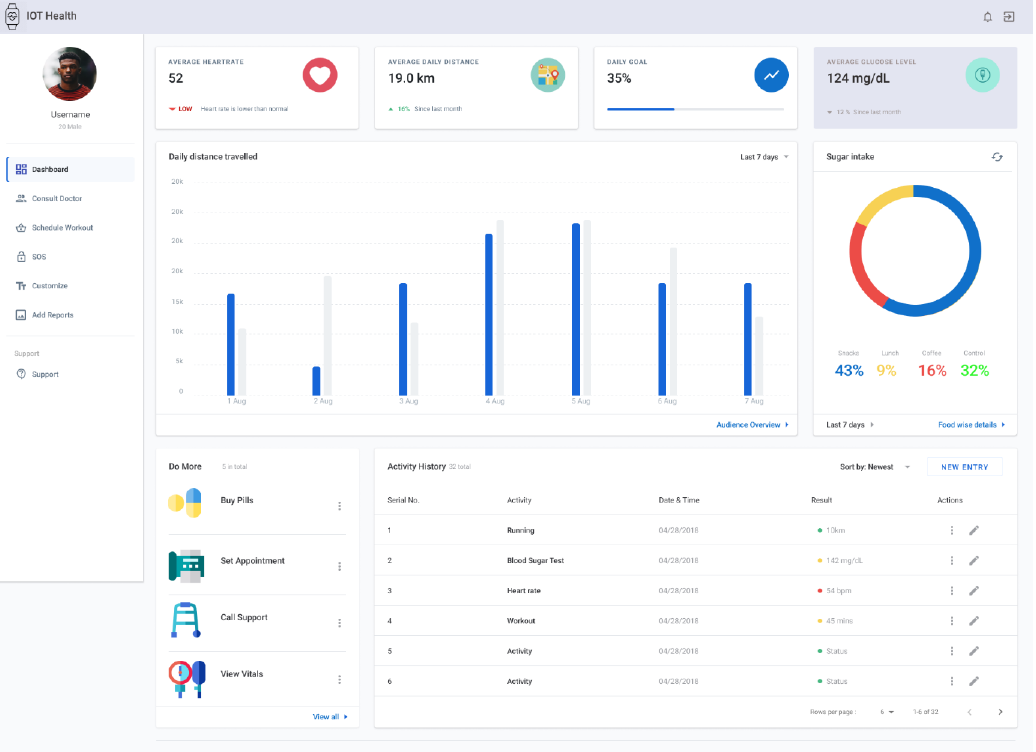 IOT Health
Username
28 Male
Dashboard
Consult Doctor
Schedule Workout
SOS
Customize
Add Reports
Support
Support
AVERAGE HEARTRATE
52
LOW Heart rate is lower than normal
AVERAGE DAILY DISTANCE
19.0 km
16% Since last month
DAILY GOAL
35%
AVERAGE GLUOSE LEVEL
124 mg/dL
12 % Since last month
Daily distance travelled
Last 7 days
20k
20k
20k
20k
15k
10k
5k
0
1 Aug 2 Aug 3 Aug 4 Aug 5 Aug 6 Aug 7 Aug
Audience Overview
Sugar intake
Snacks Lunch Coffee Control
43% 9% 16% 32%
Last 7 days Food wise details
Do More 5 in total
Buy Pills
Set Appointment
Call Support
View Vitals
View all
Activity History 32 total
Sort by: Newest
NEW ENTRY
Serial No. Activity Date & Time Result Actions
1 Running 04/28/2018 10km
2 Blood Sugar Test 04/28/2018 142 mg/dL
3 Heart rate 04/28/2018 54 bpm
4 Workout 04/28/2018 45 mins
5 Activity 04/28/2018 Status
6 Activity 04/28/2018 Status
Rows per page : 6 1-6 of 32